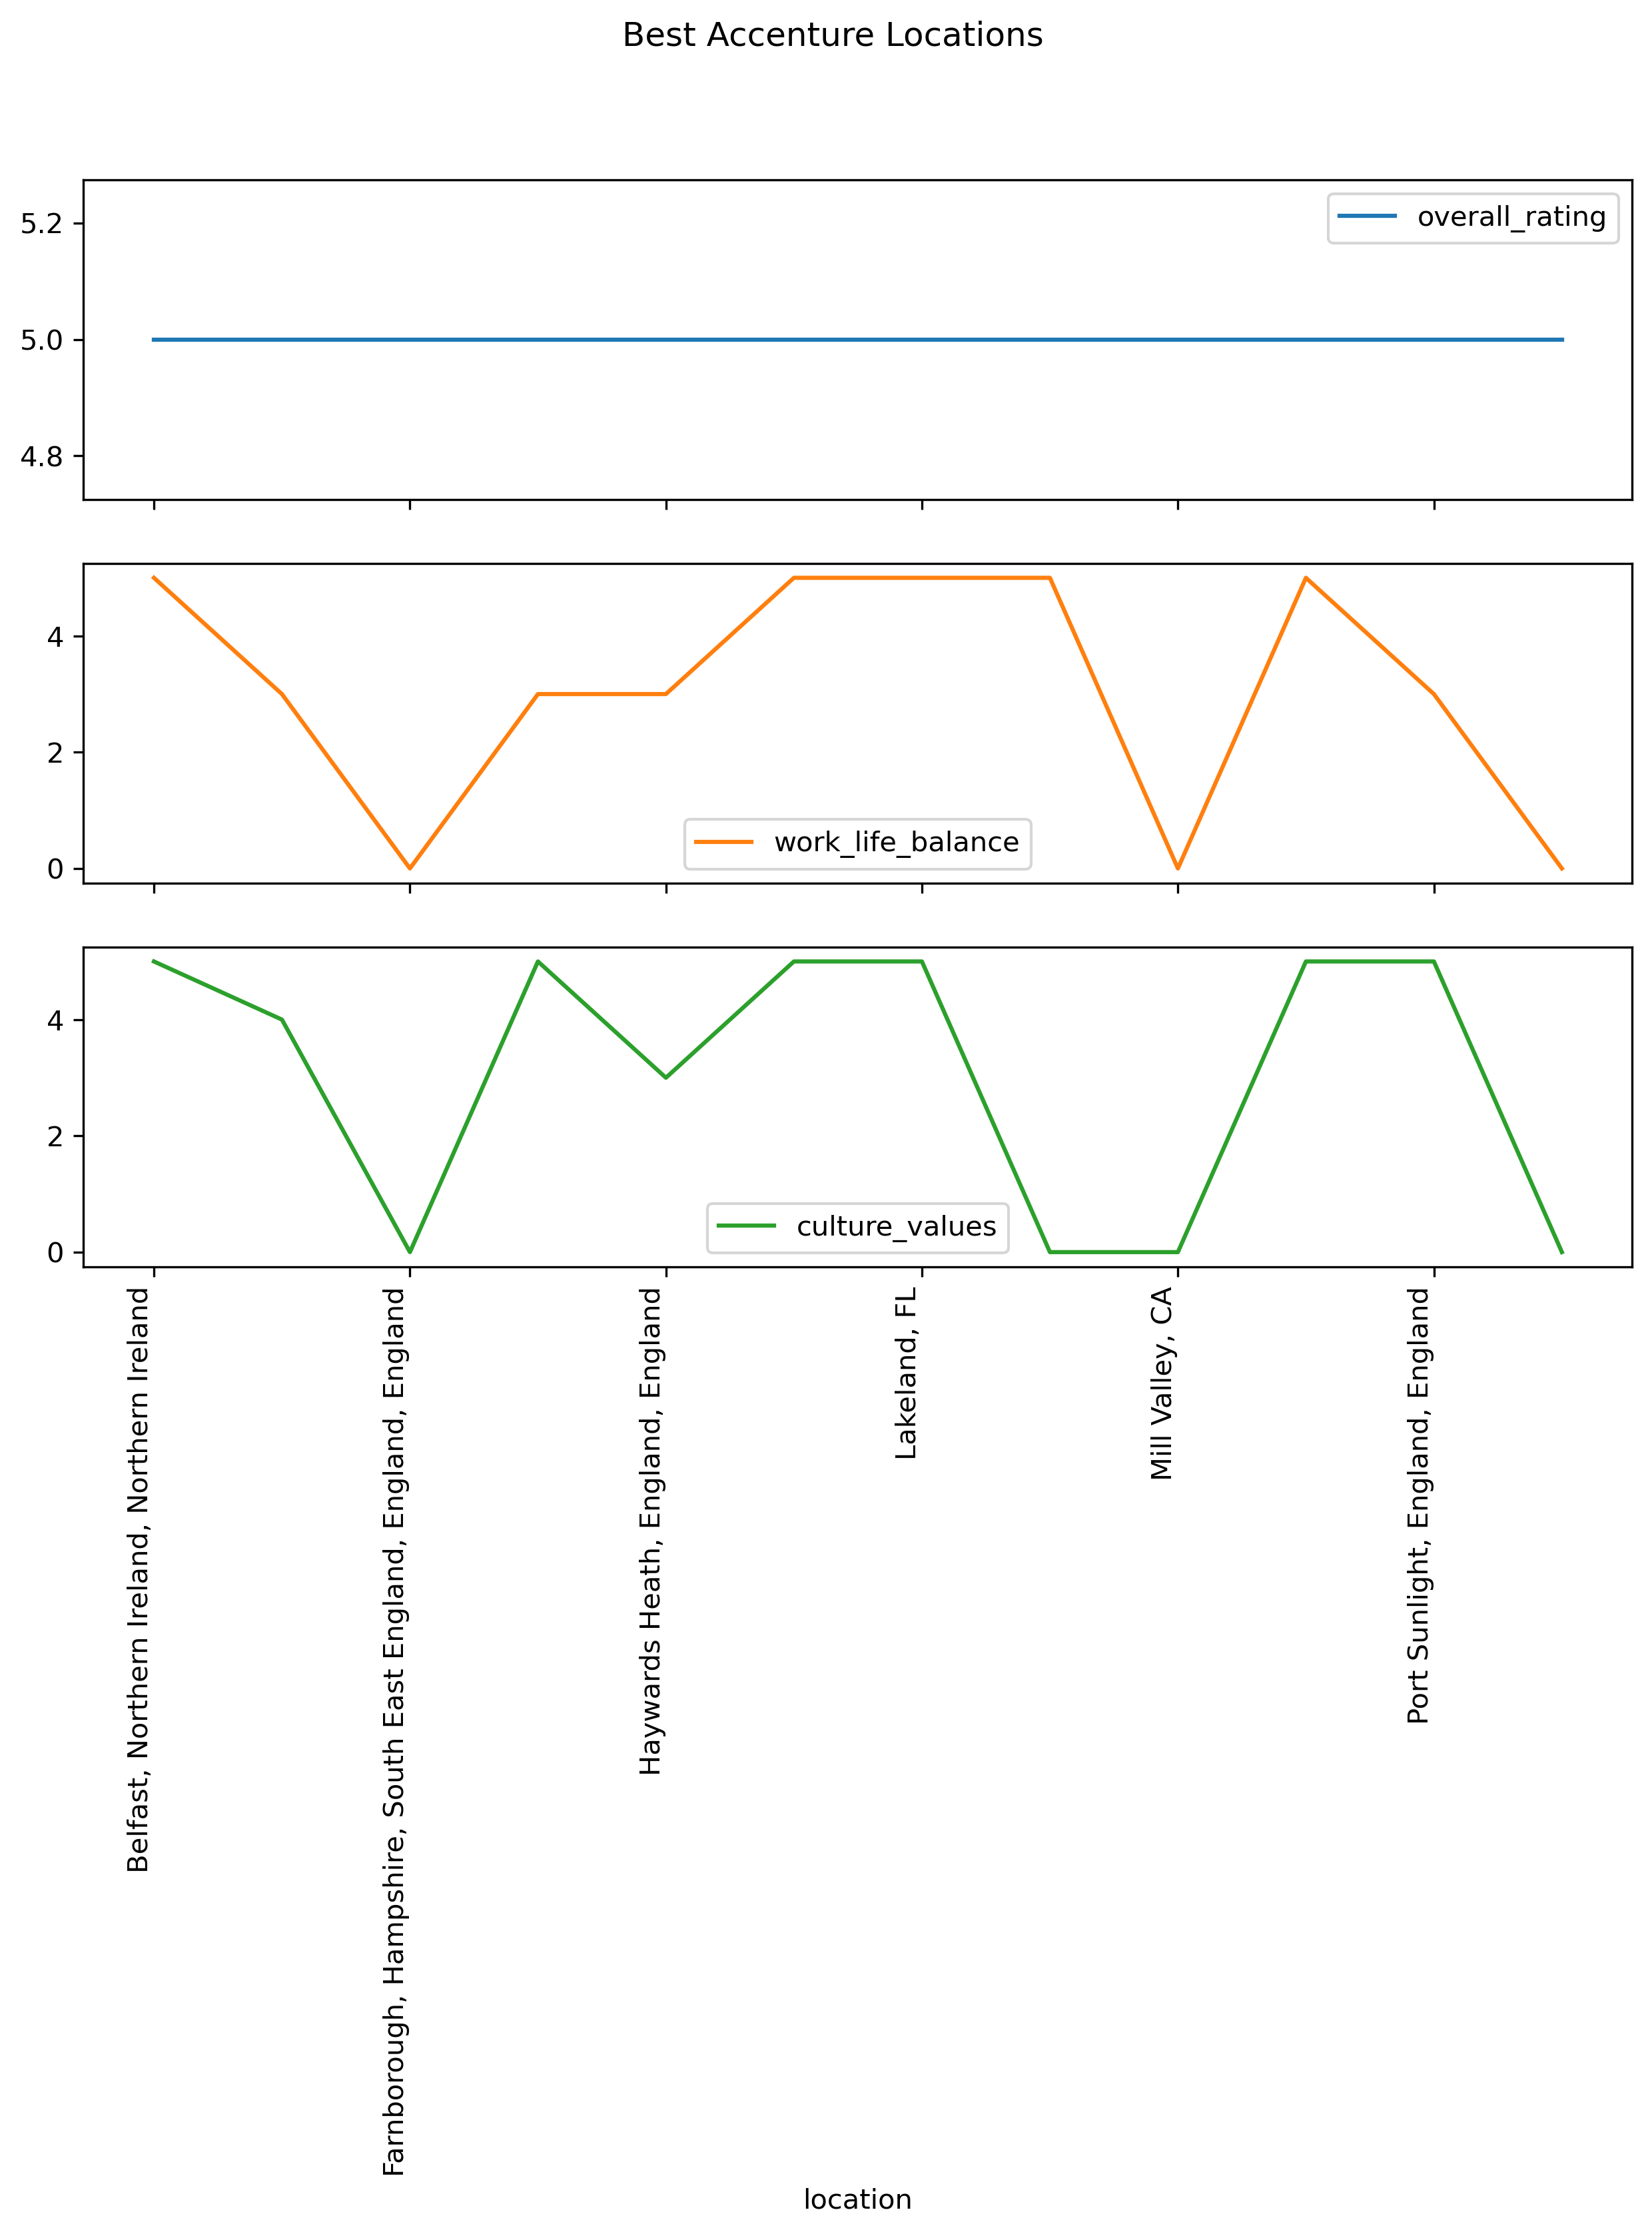 Best Accenture Locations
5.2
5.0
4.8
overall_rating
4
2
0
work_life_balance
4
2
0
culture_values
Belfast, Northern Ireland, Northern Ireland
Farnborough, Hampshire, South East England, England, England
Haywards Heath, England, England
Lakeland, FL
Mill Valley, CA
Port Sunlight, England, England
location